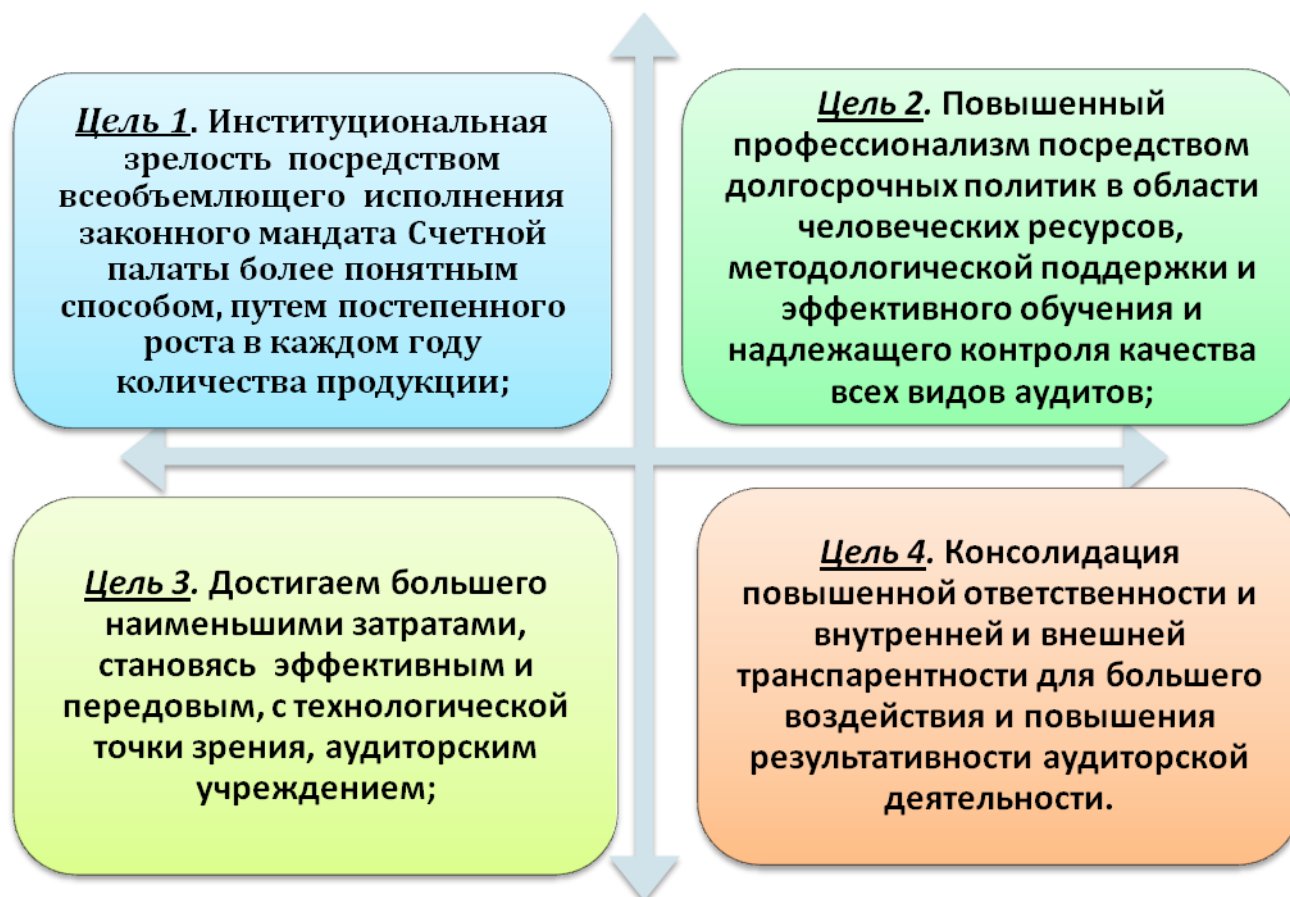 Цель 1. Институциональная
зрелость посредством
всеобъемлющего исполнения
законного мандата Счетной
палаты более понятным
способом, путем постепенного
роста в каждом году
количества продукции;
Цель 2. Повышенный
профессионализм посредством
долгосрочных политик в области
человеческих ресурсов,
методологической поддержки и
эффективного обучения и
надлежащего контроля качества
всех видов аудитов;
Цель 3. Достигаем большего
наименьшими затратами,
становясь эффективным и
передовым, с технологической
точки зрения, аудиторским
учреждением;
Цель 4. Консолидация
повышенной ответственности и
внутренней и внешней
транспарентности для большего
воздействия и повышения
результативности аудиторской
деятельности.